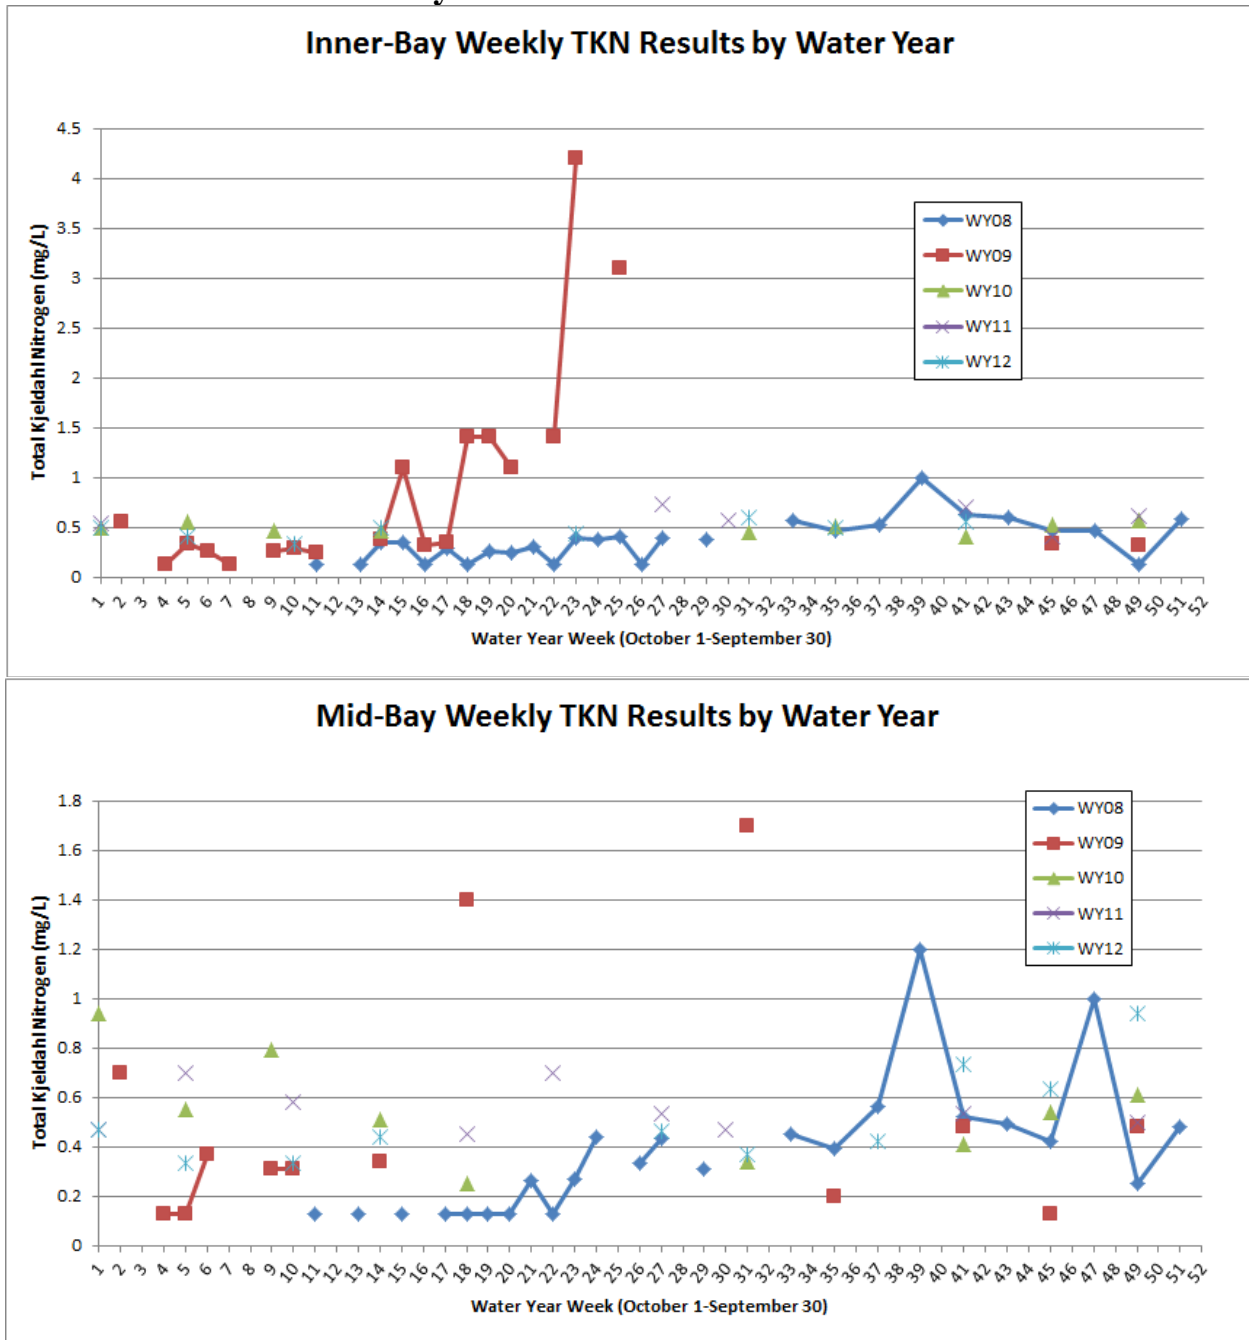 Inner-Bay Weekly TKN Results by Water Year
4.5
4
3.5
3
2.5
2
1.5
1
0.5
0
Total Kjeldahl Nitrogen (mg/L)
WY08
WY09
WY10
WY11
WY12
1 2 3 4 5 6 7 8 9 10 11 12 13 14 15 16 17 18 19 20 21 22 23 24 25 26 27 28 29 30 31 32 33 34 35 36 37 38 39 40 41 42 43 44 45 46 47 48 49 50 51 52
Water Year Week (October 1-September 30)
Mid-Bay Weekly TKN Results by Water Year
1.8
1.6
1.4
1.2
1
0.8
0.6
0.4
0.2
0
Total Kjeldahl Nitrogen (mg/L)
WY08
WY09
WY10
WY11
WY12
1 2 3 4 5 6 7 8 9 10 11 12 13 14 15 16 17 18 19 20 21 22 23 24 25 26 27 28 29 30 31 32 33 34 35 36 37 38 39 40 41 42 43 44 45 46 47 48 49 50 51 52
Water Year Week (October 1-September 30)